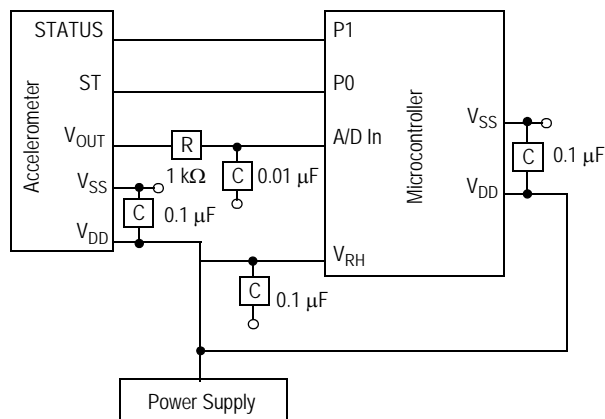 STATUS
P1
ST
P0
V_OUT
R
A/D In
1 kΩ
C
0.01 µF
Accelerometer
Microcontroller
V_SS
C
0.1 µF
V_DD
V_SS
C
0.1 µF
V_DD
V_RH
C
0.1 µF
Power Supply